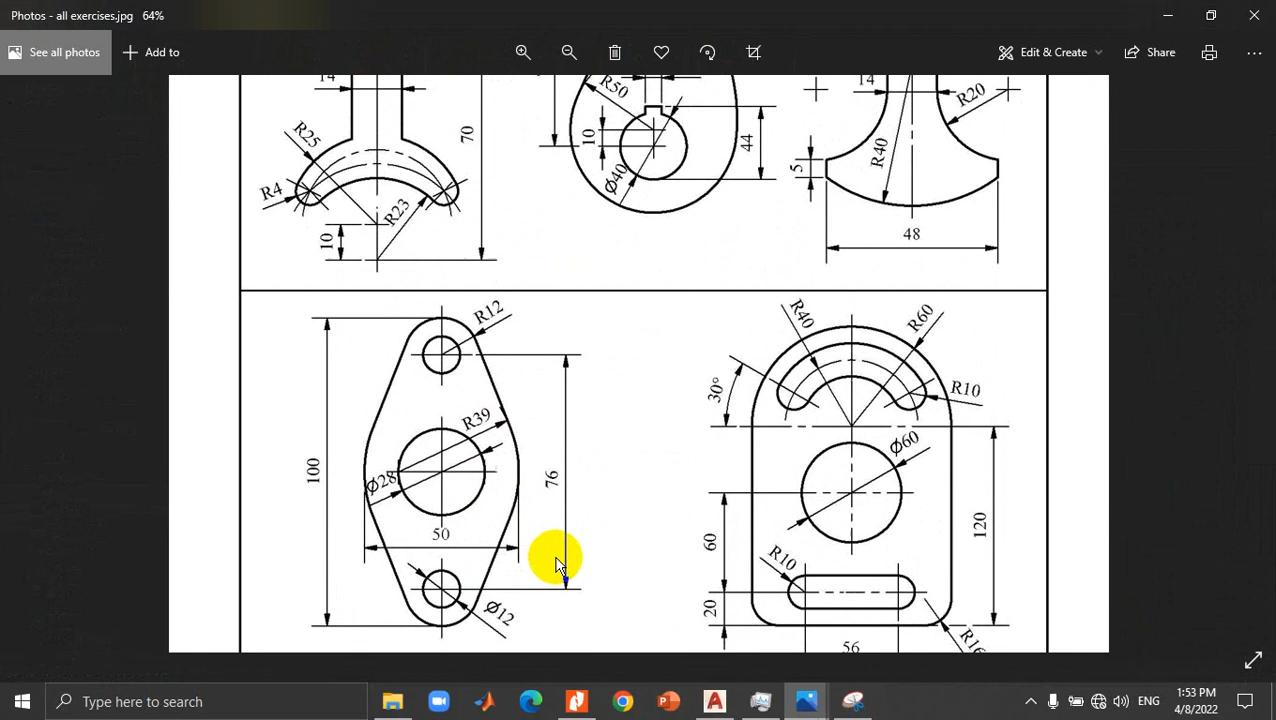 Photos - all exercises.jpg 64%
See all photos
Add to
Edit & Create
Share
14
R25
R4
R23
10
70
R50
10
Ø40
44
14
R20
R40
5
48
R12
R39
Ø28
100
50
76
Ø12
R40
R60
R10
30°
Ø60
60
120
R10
20
56
R16
Type here to search
ENG
1:53 PM
4/8/2022